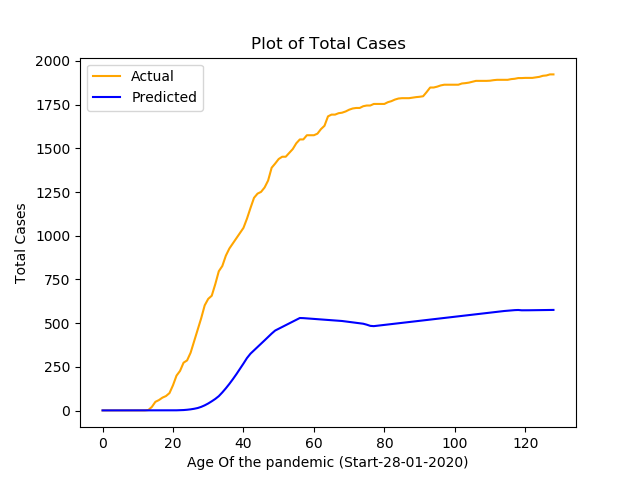 Plot of Total Cases
Actual
Predicted
2000
1750
1500
1250
1000
750
500
250
0
Total Cases
0 20 40 60 80 100 120
Age Of the pandemic (Start-28-01-2020)